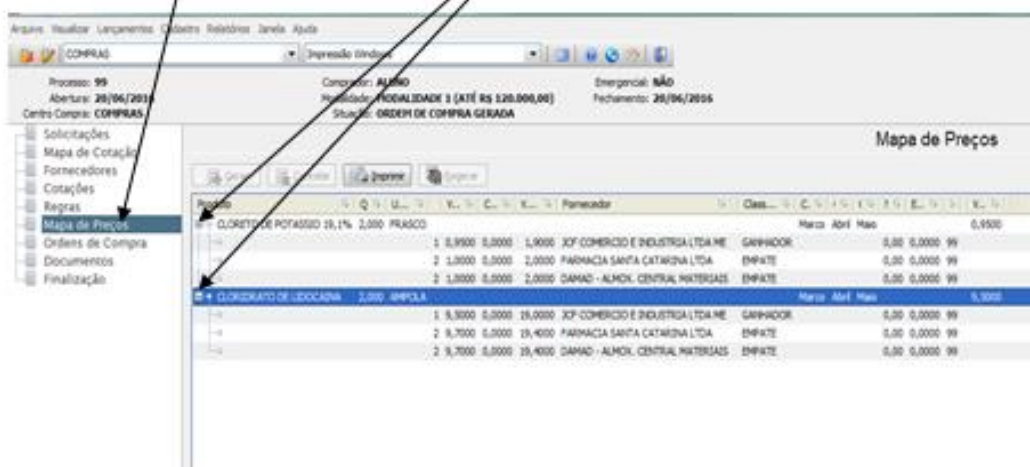 Arquivo Visualizar Lançamentos Cadastro Relatórios Janela Ajuda
COMPRAS Impressão Windows
Processo: 99 Comprador: ALUNO Emergencial: NÃO
Abertura: 20/06/2016 Modalidade: MODALIDADE 1 (ATÉ R$ 120.000,00) Fechamento: 20/06/2016
Centro Compra: COMPRAS Situação: ORDEM DE COMPRA GERADA
Solicitações
Mapa de Cotação
Fornecedores
Cotações
Regras
Mapa de Preços
Ordens de Compra
Documentos
Finalização
Mapa de Preços
Gerar Imprimir
Produto Q U... V... C... V... Fornecedor Class... C. E... V...
CLORETO DE POTASSIO 19,1% 2,000 FRASCO Marco Abril Maio 0,9500
1 0,9500 0,0000 1,9000 JCF COMERCIO E INDUSTRIA LTDA ME GANHADOR 0,00 0,0000 99
2 1,0000 0,0000 2,0000 FARMACIA SANTA CATARINA LTDA EMPATE 0,00 0,0000 99
2 1,0000 0,0000 2,0000 DAMAD - ALMOX. CENTRAL MATERIAIS EMPATE 0,00 0,0000 99
CLORIDRATO DE LIDOCAINA 2,000 AMPOLA Marco Abril Maio 9,5000
1 9,5000 0,0000 19,0000 JCF COMERCIO E INDUSTRIA LTDA ME GANHADOR 0,00 0,0000 99
2 9,7000 0,0000 19,4000 FARMACIA SANTA CATARINA LTDA EMPATE 0,00 0,0000 99
2 9,7000 0,0000 19,4000 DAMAD - ALMOX. CENTRAL MATERIAIS EMPATE 0,00 0,0000 99